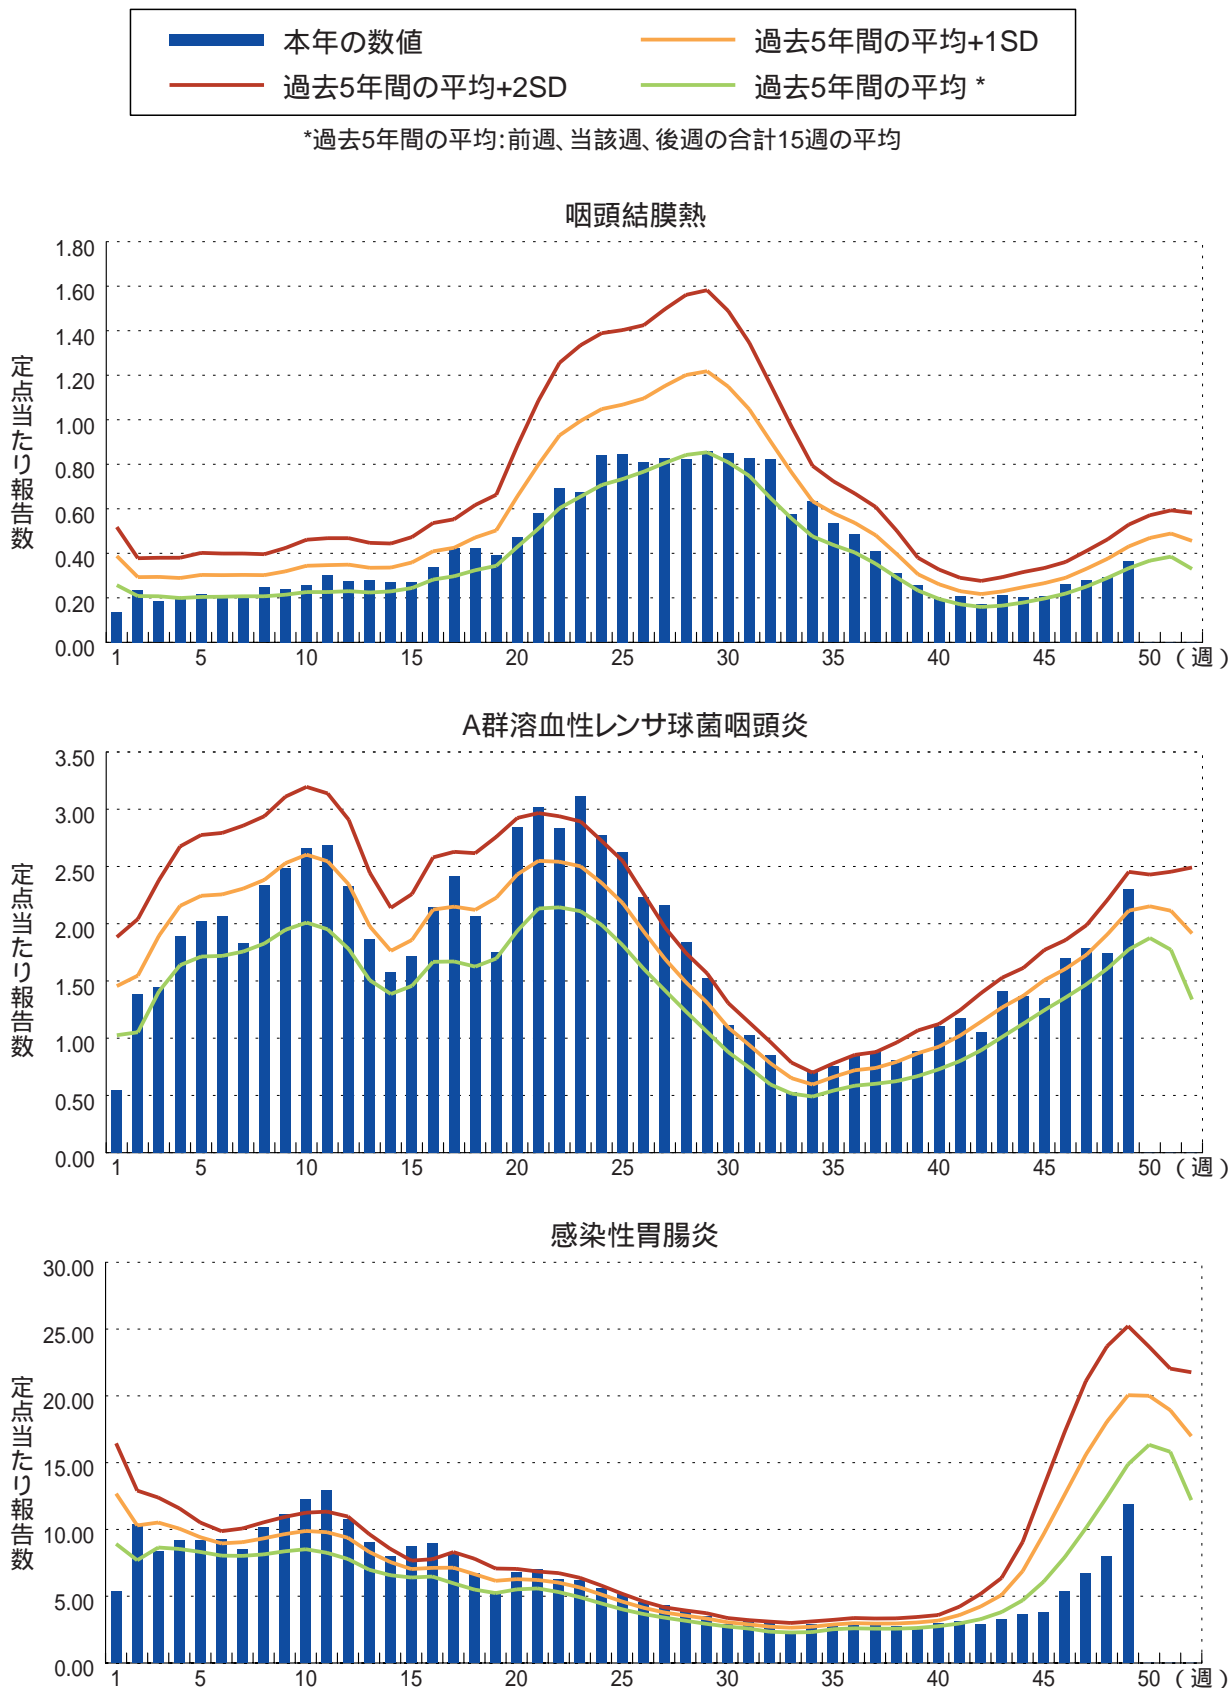 本年の数値
過去5年間の平均+1SD
過去5年間の平均+2SD
過去5年間の平均 *
*過去5年間の平均:前週、当該週、後週の合計15週の平均
咽頭結膜熱
定点当たり報告数
1.80
1.60
1.40
1.20
1.00
0.80
0.60
0.40
0.20
0.00
1 5 10 15 20 25 30 35 40 45 50 (週)
A群溶血性レンサ球菌咽頭炎
定点当たり報告数
3.50
3.00
2.50
2.00
1.50
1.00
0.50
0.00
1 5 10 15 20 25 30 35 40 45 50 (週)
感染性胃腸炎
定点当たり報告数
30.00
25.00
20.00
15.00
10.00
5.00
0.00
1 5 10 15 20 25 30 35 40 45 50 (週)